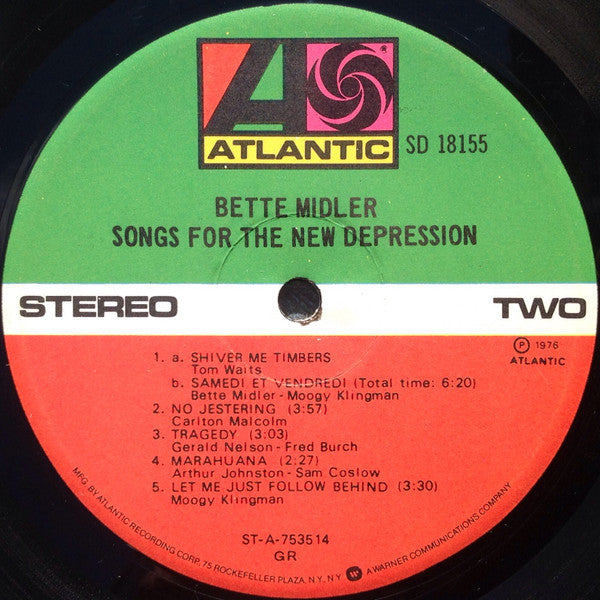 ATLANTIC
SD 18155
BETTE MIDLER
SONGS FOR THE NEW DEPRESSION
STEREO
TWO
℗ 1976
ATLANTIC
1. a. SHIVER ME TIMBERS
Tom Waits
b. SAMEDI ET VENDREDI (Total time: 6:20)
Bette Midler - Moogy Klingman
2. NO JESTERING (3:57)
Carlton Malcolm
3. TRAGEDY (3:03)
Gerald Nelson - Fred Burch
4. MARAHUANA (2:27)
Arthur Johnston - Sam Coslow
5. LET ME JUST FOLLOW BEHIND (3:30)
Moogy Klingman
ST-A-753514
GR
MFG. BY ATLANTIC RECORDING CORP. 75 ROCKEFELLER PLAZA, N.Y. N.Y. A WARNER COMMUNICATIONS COMPANY